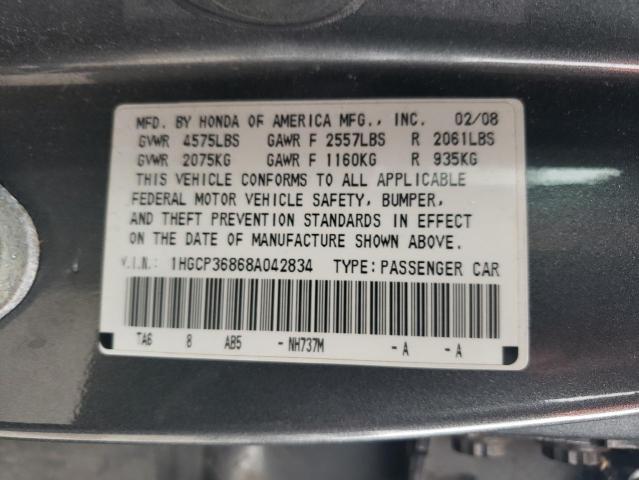 MFD. BY HONDA OF AMERICA MFG., INC. 02/08
GVWR 4575LBS GAWR F 2557LBS R 2061LBS
GVWR 2075KG GAWR F 1160KG R 935KG
THIS VEHICLE CONFORMS TO ALL APPLICABLE
FEDERAL MOTOR VEHICLE SAFETY, BUMPER,
AND THEFT PREVENTION STANDARDS IN EFFECT
ON THE DATE OF MANUFACTURE SHOWN ABOVE.
V.I.N.: 1HGCP36868A042834 TYPE: PASSENGER CAR
TA6 8 AB5 - NH737M - A - A